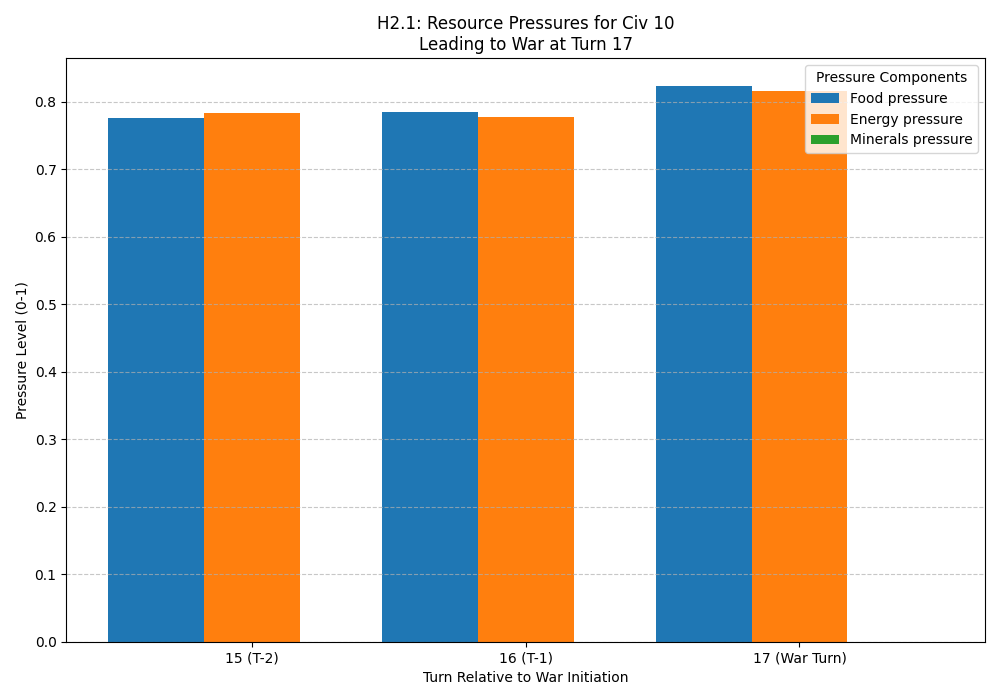 H2.1: Resource Pressures for Civ 10
Leading to War at Turn 17
Pressure Components
Food pressure
Energy pressure
Minerals pressure
Pressure Level (0-1)
0.8
0.7
0.6
0.5
0.4
0.3
0.2
0.1
0.0
15 (T-2)
16 (T-1)
17 (War Turn)
Turn Relative to War Initiation